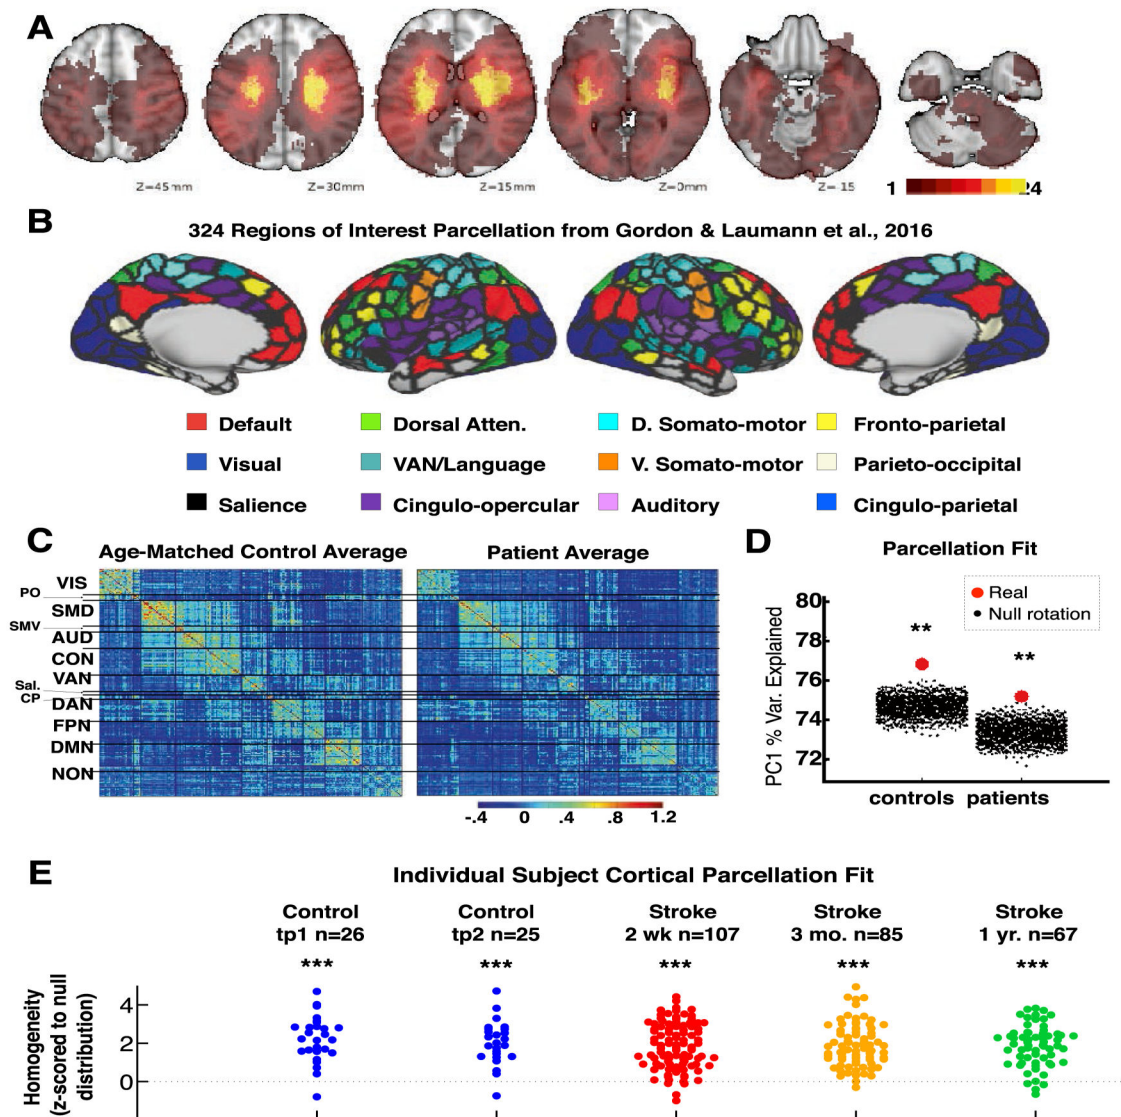 A
Z=45mm
Z=30mm
Z=15mm
Z=0mm
Z=-15
1
24
B
324 Regions of Interest Parcellation from Gordon & Laumann et al., 2016
Default
Dorsal Atten.
D. Somato-motor
Fronto-parietal
Visual
VAN/Language
V. Somato-motor
Parieto-occipital
Salience
Cingulo-opercular
Auditory
Cingulo-parietal
C
Age-Matched Control Average
Patient Average
VIS
PO
SMD
SMV
AUD
CON
VAN
Sal.
CP
DAN
FPN
DMN
NON
-.4 0 .4 .8 1.2
D
Parcellation Fit
Real
Null rotation
PC1 % Var. Explained
80
78
76
74
72
**
**
controls patients
E
Individual Subject Cortical Parcellation Fit
Control
tp1 n=26
Control
tp2 n=25
Stroke
2 wk n=107
Stroke
3 mo. n=85
Stroke
1 yr. n=67
***
***
***
***
***
Homogeneity
(z-scored to null
distribution)
4
2
0